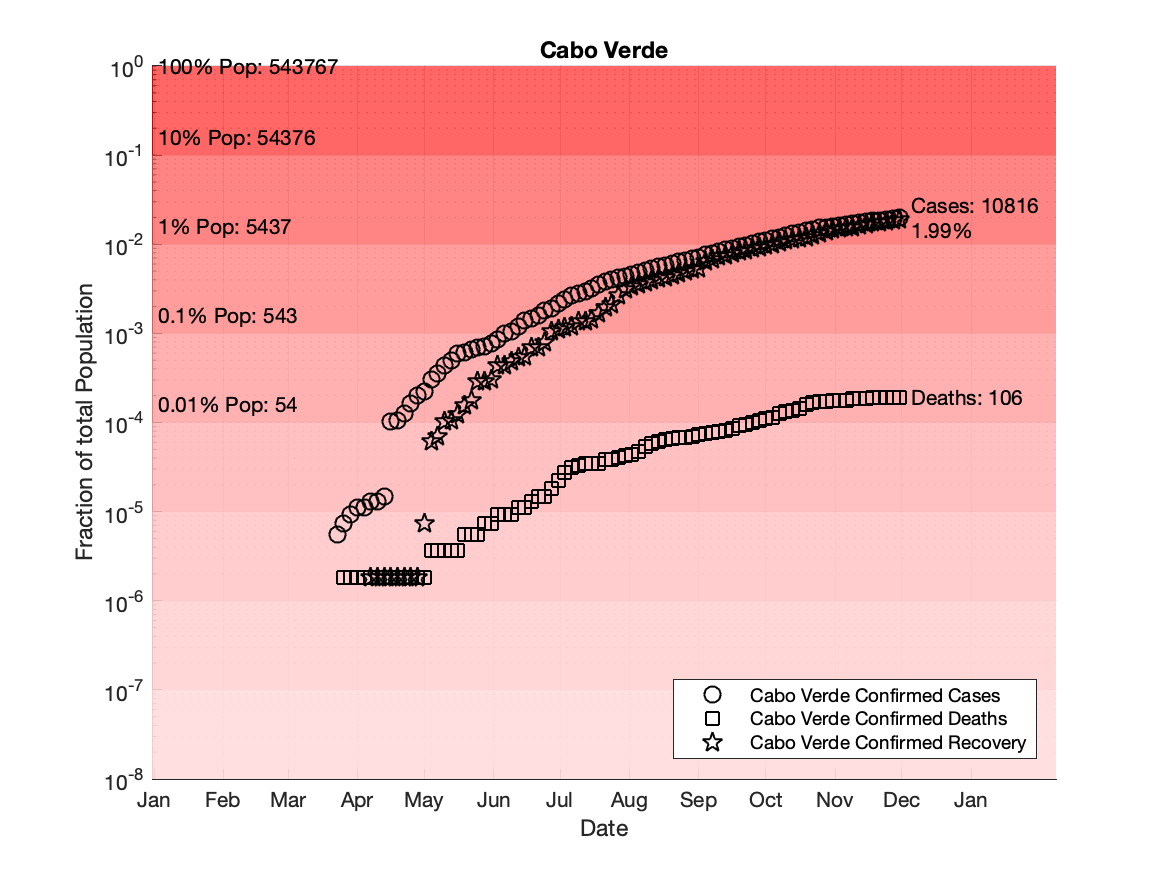 Cabo Verde
10^0
100% Pop: 543767
10% Pop: 54376
10^-1
1% Pop: 5437
Cases: 10816
1.99%
10^-2
0.1% Pop: 543
10^-3
0.01% Pop: 54
Deaths: 106
10^-4
10^-5
10^-6
10^-7
10^-8
Fraction of total Population
Cabo Verde Confirmed Cases
Cabo Verde Confirmed Deaths
Cabo Verde Confirmed Recovery
Jan Feb Mar Apr May Jun Jul Aug Sep Oct Nov Dec Jan
Date